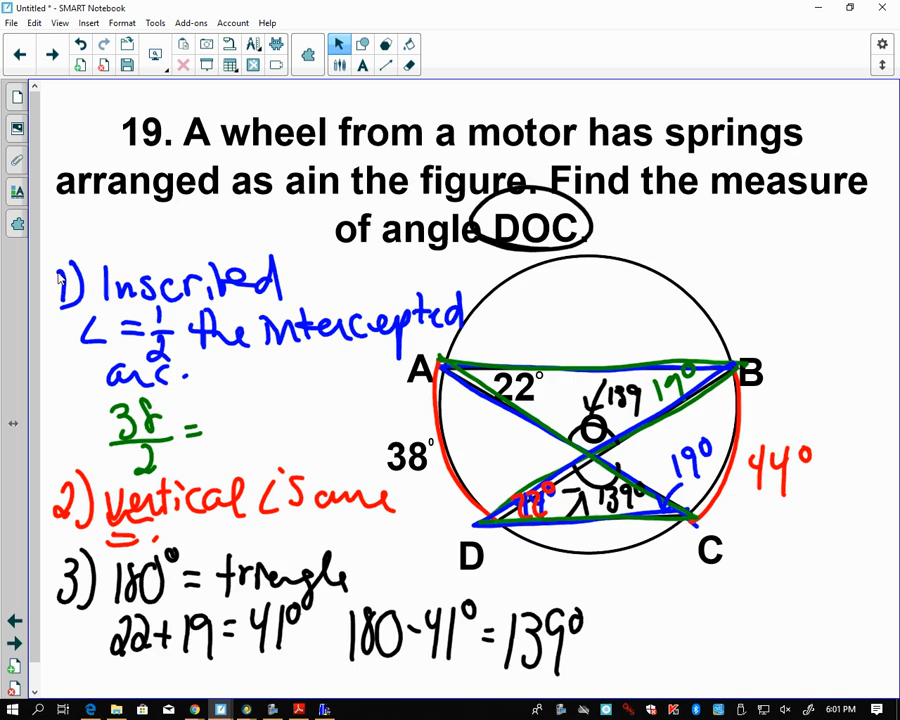 Untitled * - SMART Notebook
File Edit View Insert Format Tools Add-ons Account Help
19. A wheel from a motor has springs
arranged as ain the figure. Find the measure
of angle DOC.
1) Inscribed
∠ = 1/2 the intercepted
arc.
38/2 =
2) vertical ∠'s are
=.
3) 180° = triangle
22 + 19 = 41° 180 - 41° = 139°
A
B
22°
19°
139
O
38°
44°
19°
22°
139°
D
C
6:01 PM